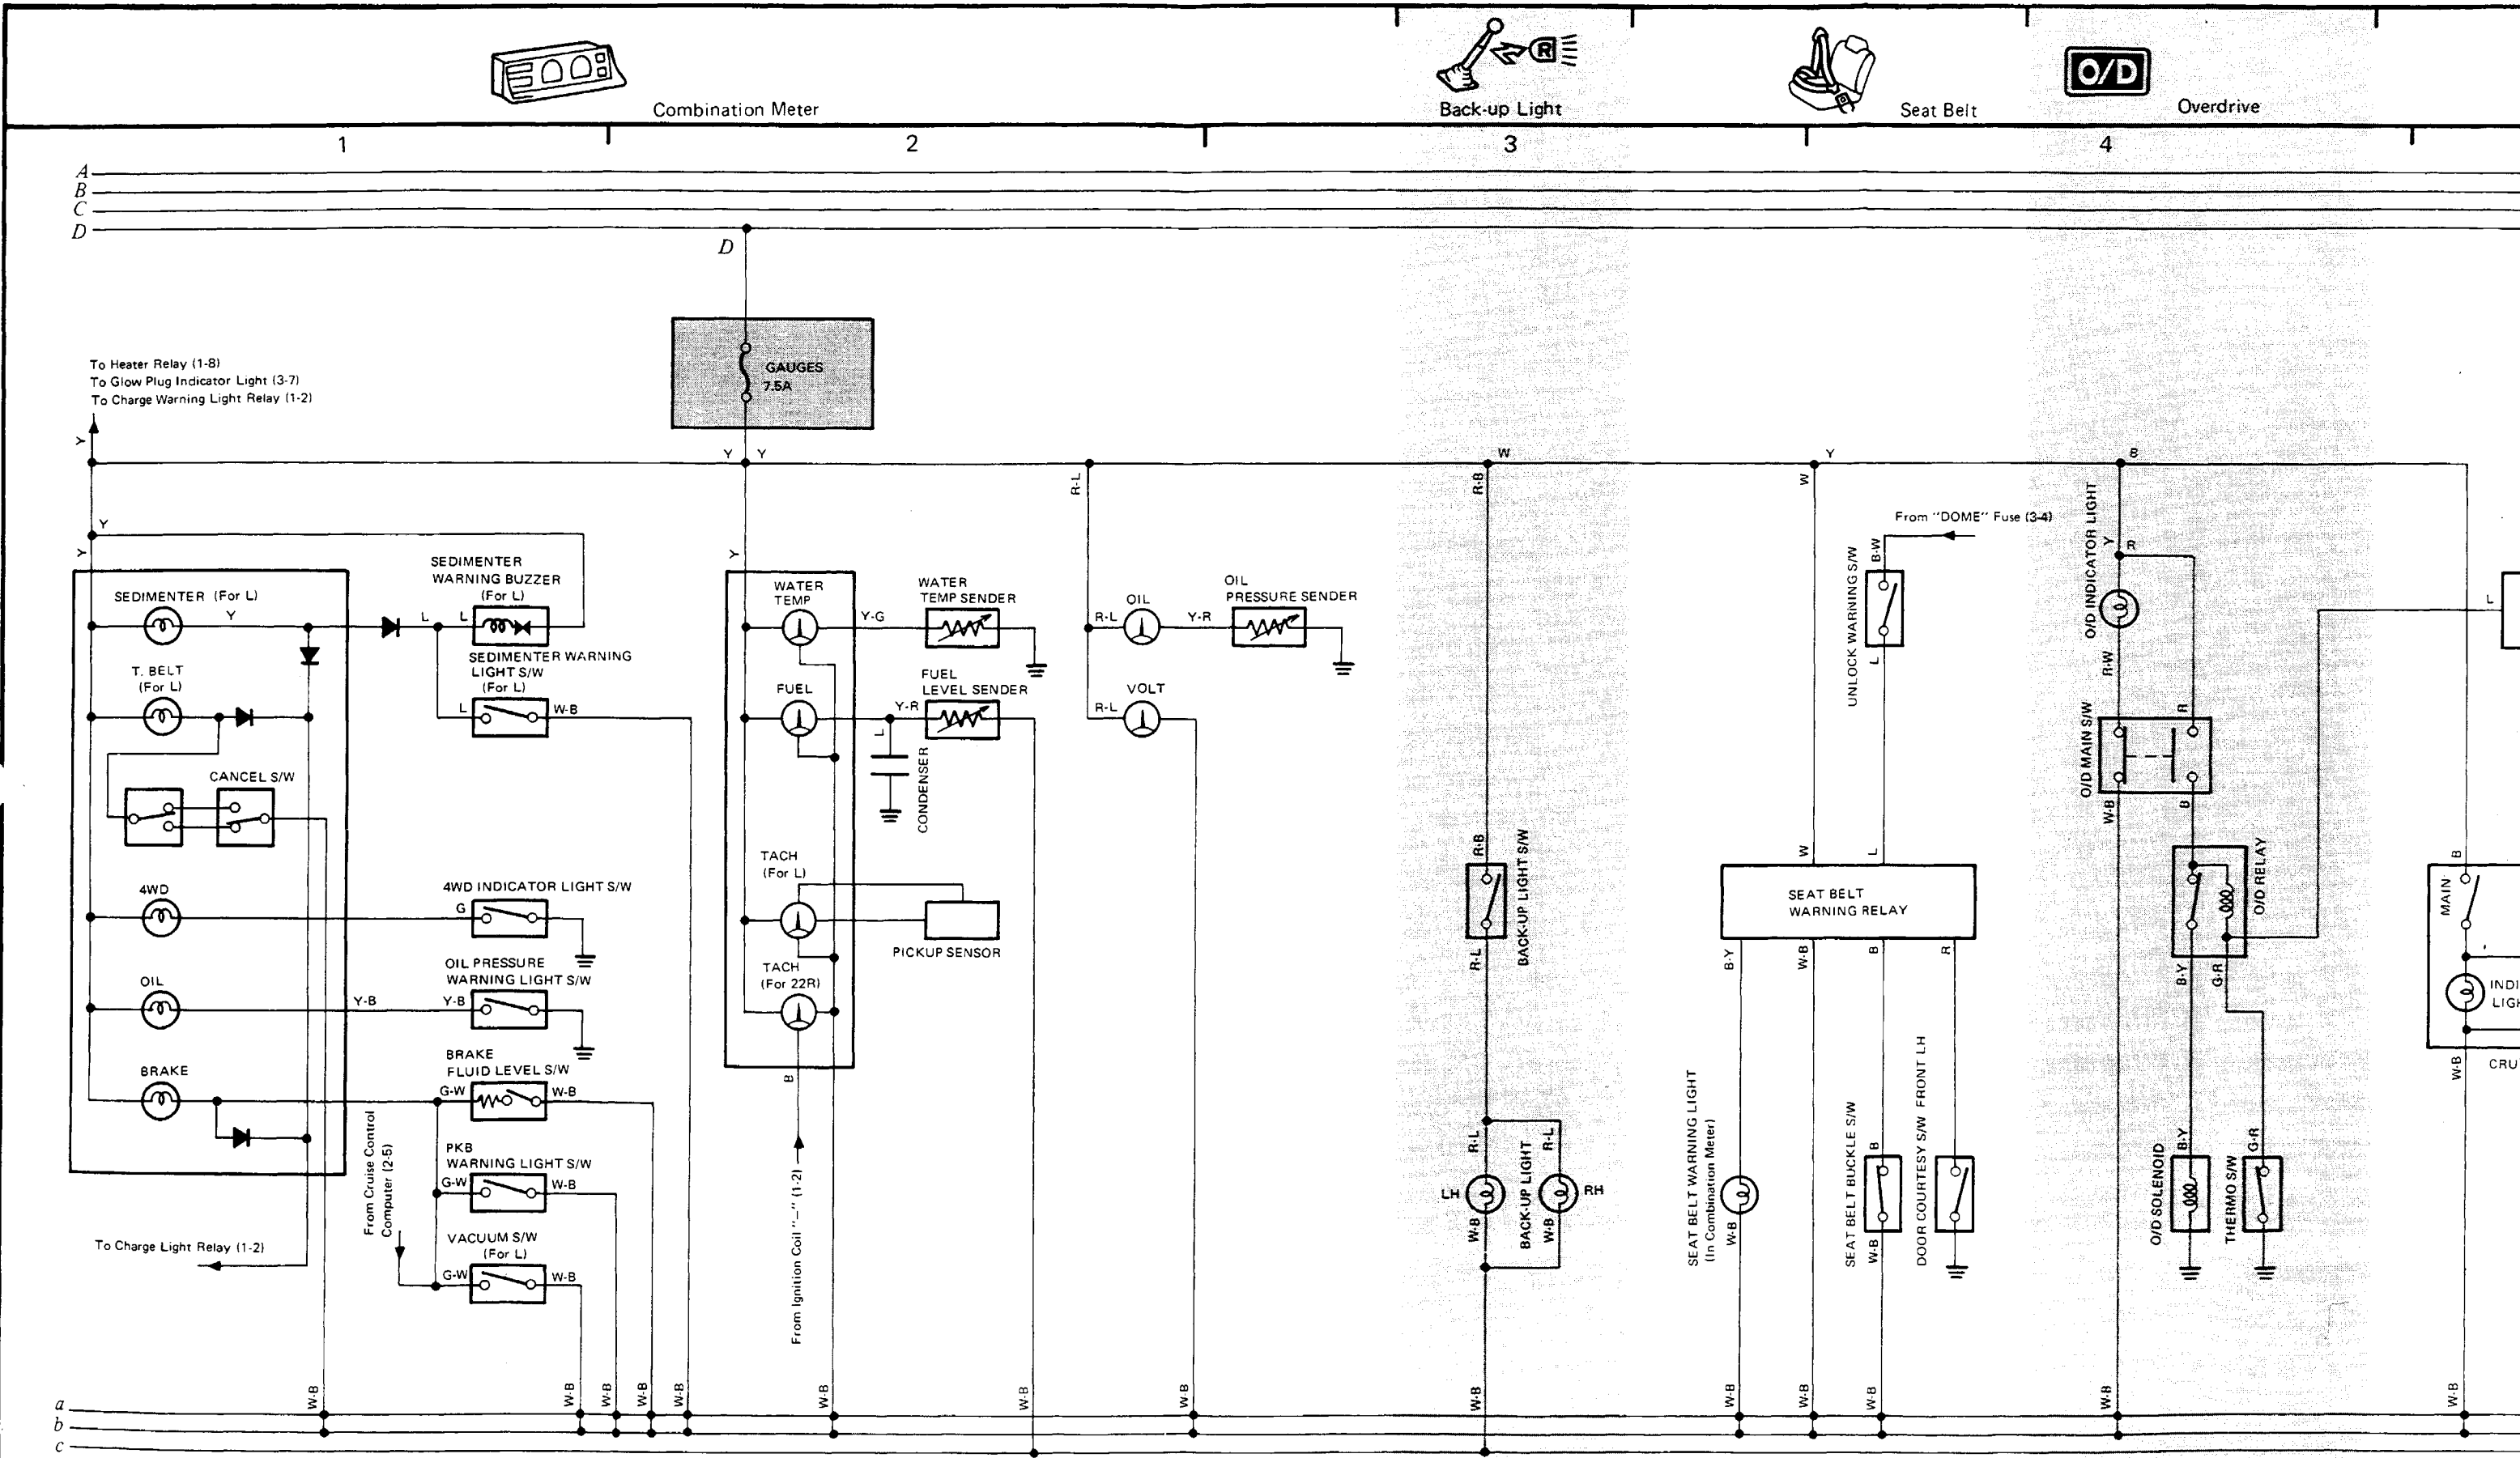 Combination Meter
Back-up Light
R
Seat Belt
O/D
Overdrive
1
2
3
4
A
B
C
D
D
GAUGES
7.5A
To Heater Relay (1-8)
To Glow Plug Indicator Light (3-7)
To Charge Warning Light Relay (1-2)
Y
Y
Y
R-L
R-B
W
W
Y
B
Y
Y
SEDIMENTER (For L)
Y
T. BELT
(For L)
CANCEL S/W
4WD
OIL
Y-B
BRAKE
To Charge Light Relay (1-2)
SEDIMENTER
WARNING BUZZER
(For L)
L
L
SEDIMENTER WARNING
LIGHT S/W
(For L)
L
W-B
4WD INDICATOR LIGHT S/W
G
OIL PRESSURE
WARNING LIGHT S/W
Y-B
BRAKE
FLUID LEVEL S/W
G-W
W-B
PKB
WARNING LIGHT S/W
G-W
W-B
VACUUM S/W
(For L)
G-W
W-B
From Cruise Control
Computer (2-5)
Y
WATER
TEMP
Y-G
WATER
TEMP SENDER
FUEL
Y-R
FUEL
LEVEL SENDER
L
CONDENSER
TACH
(For L)
PICKUP SENSOR
TACH
(For 22R)
B
From Ignition Coil "–" (1-2)
R-L
OIL
Y-R
OIL
PRESSURE SENDER
R-L
VOLT
R-B
BACK-UP LIGHT S/W
R-L
R-L
R-L
LH
RH
BACK-UP LIGHT
W-B
W-B
From "DOME" Fuse (3-4)
B-W
UNLOCK WARNING S/W
L
W
L
SEAT BELT
WARNING RELAY
B-Y
W-B
B
R
SEAT BELT WARNING LIGHT
(In Combination Meter)
W-B
SEAT BELT BUCKLE S/W
B
W-B
DOOR COURTESY S/W FRONT LH
O/D INDICATOR LIGHT
Y
R
R-W
R
O/D MAIN S/W
W-B
B
O/D RELAY
B-Y
G-R
B-Y
G-R
O/D SOLENOID
THERMO S/W
L
B
MAIN
INDI
LIGH
W-B
CRU
W-B
W-B
W-B
W-B
W-B
W-B
W-B
W-B
W-B
W-B
W-B
W-B
W-B
W-B
a
b
c